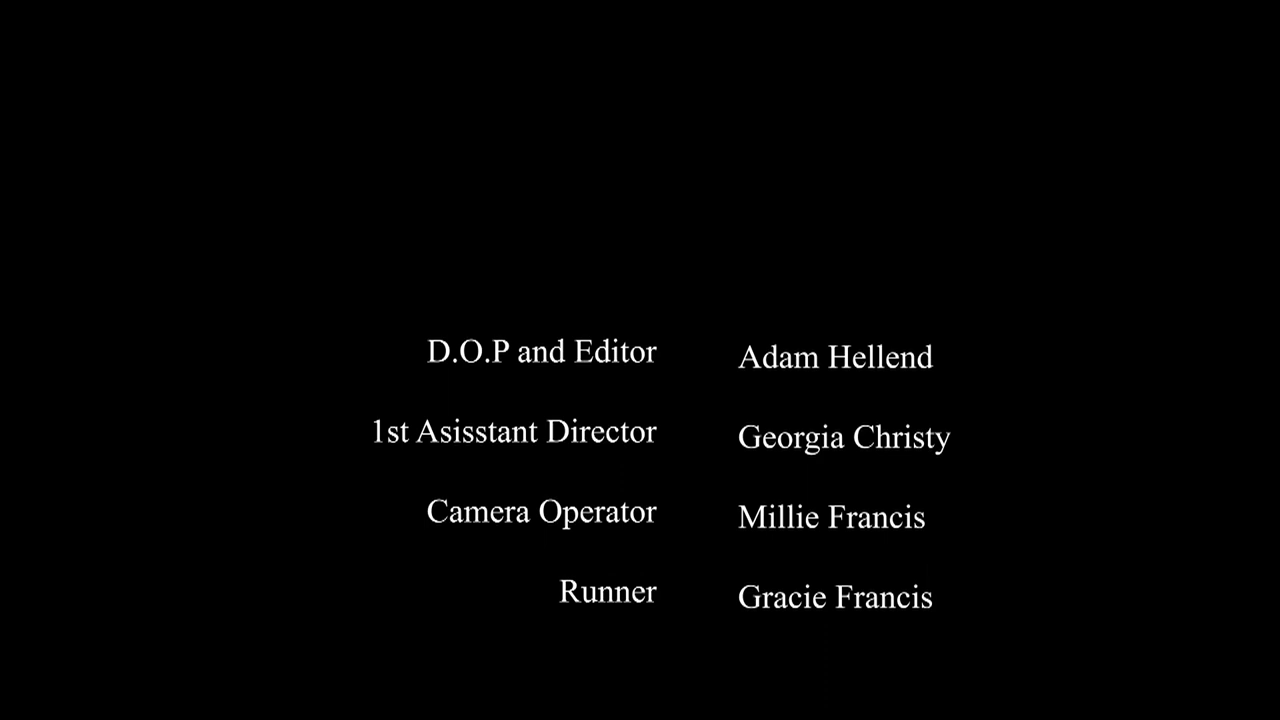 D.O.P and Editor Adam Hellend
1st Asisstant Director Georgia Christy
Camera Operator Millie Francis
Runner Gracie Francis